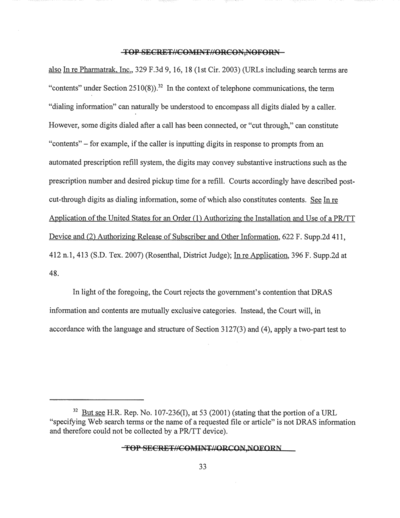 TOP SECRET//COMINT//ORCON,NOFORN
also In re Pharmatrak, Inc., 329 F.3d 9, 16, 18 (1st Cir. 2003) (URLs including search terms are
"contents" under Section 2510(8)).32 In the context of telephone communications, the term
"dialing information" can naturally be understood to encompass all digits dialed by a caller.
However, some digits dialed after a call has been connected, or "cut through," can constitute
"contents" – for example, if the caller is inputting digits in response to prompts from an
automated prescription refill system, the digits may convey substantive instructions such as the
prescription number and desired pickup time for a refill. Courts accordingly have described post-
cut-through digits as dialing information, some of which also constitutes contents. See In re
Application of the United States for an Order (1) Authorizing the Installation and Use of a PR/TT
Device and (2) Authorizing Release of Subscriber and Other Information, 622 F. Supp.2d 411,
412 n.1, 413 (S.D. Tex. 2007) (Rosenthal, District Judge); In re Application, 396 F. Supp.2d at
48.
In light of the foregoing, the Court rejects the government's contention that DRAS
information and contents are mutually exclusive categories. Instead, the Court will, in
accordance with the language and structure of Section 3127(3) and (4), apply a two-part test to
32 But see H.R. Rep. No. 107-236(I), at 53 (2001) (stating that the portion of a URL
"specifying Web search terms or the name of a requested file or article" is not DRAS information
and therefore could not be collected by a PR/TT device).
TOP SECRET//COMINT//ORCON,NOFORN
33